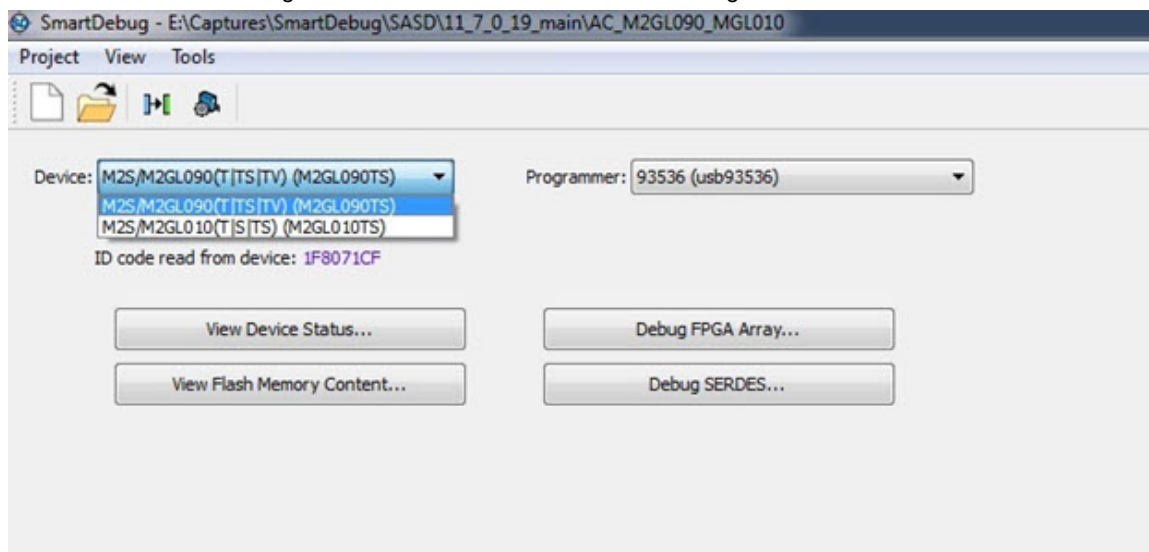 SmartDebug - E:\Captures\SmartDebug\SASD\11_7_0_19_main\AC_M2GL090_MGL010
Project View Tools
Device: M2S/M2GL090(T|TS|TV) (M2GL090TS) Programmer: 93536 (usb93536)
M2S/M2GL090(T|TS|TV) (M2GL090TS)
M2S/M2GL010(T|S|TS) (M2GL010TS)
ID code read from device: 1F8071CF
View Device Status... Debug FPGA Array...
View Flash Memory Content... Debug SERDES...